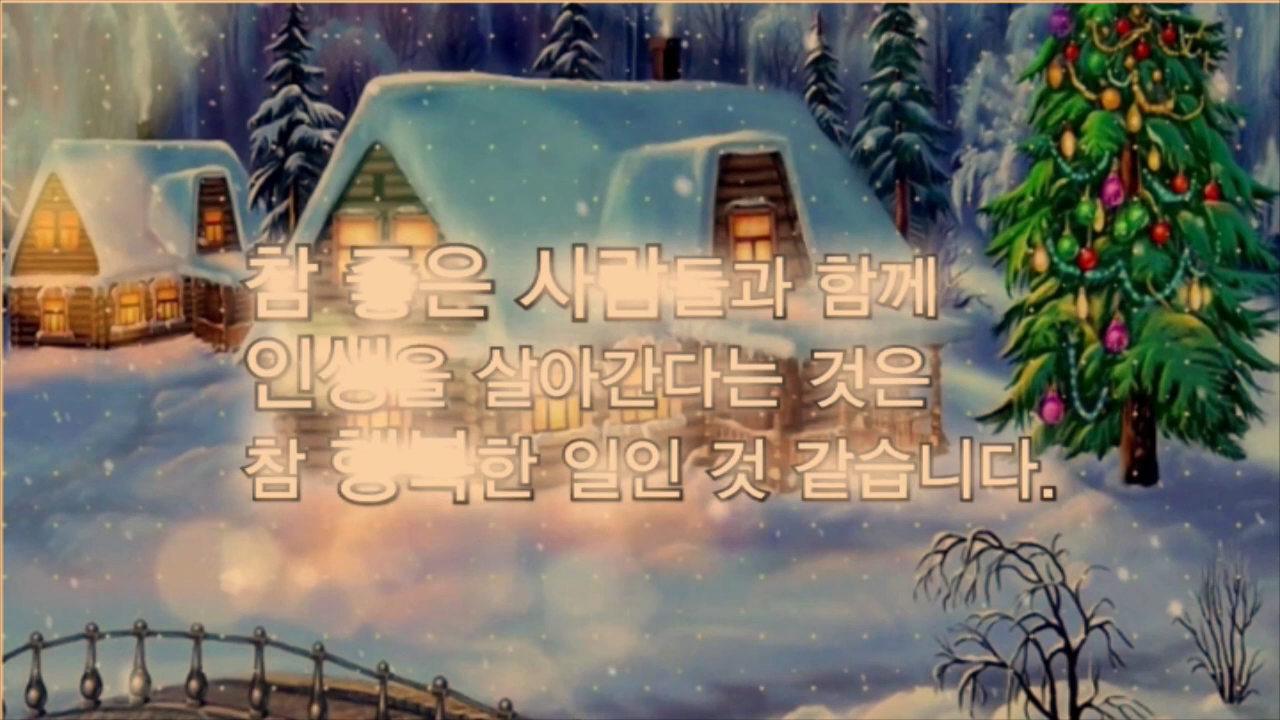 참 좋은 사람들과 함께
인생을 살아간다는 것은
참 행복한 일인 것 같습니다.